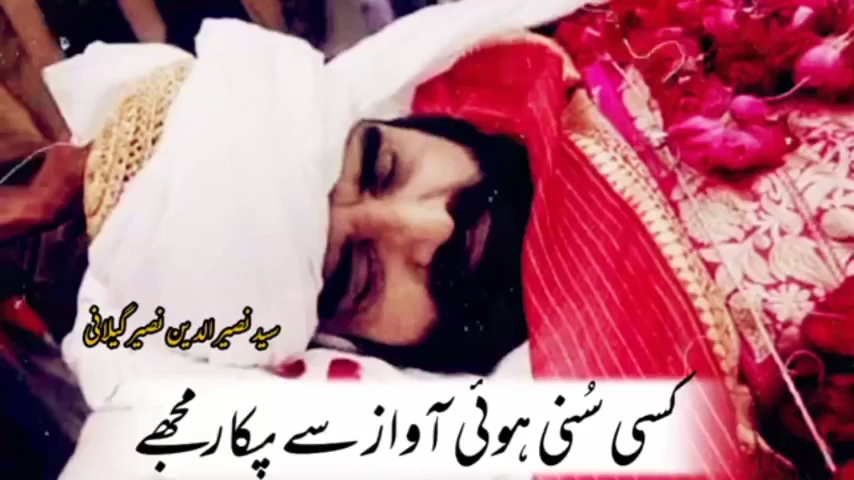 سید نصیر الدین نصیر گیلانی
کسی سُنی ہوئی آواز سے پکار مجھے